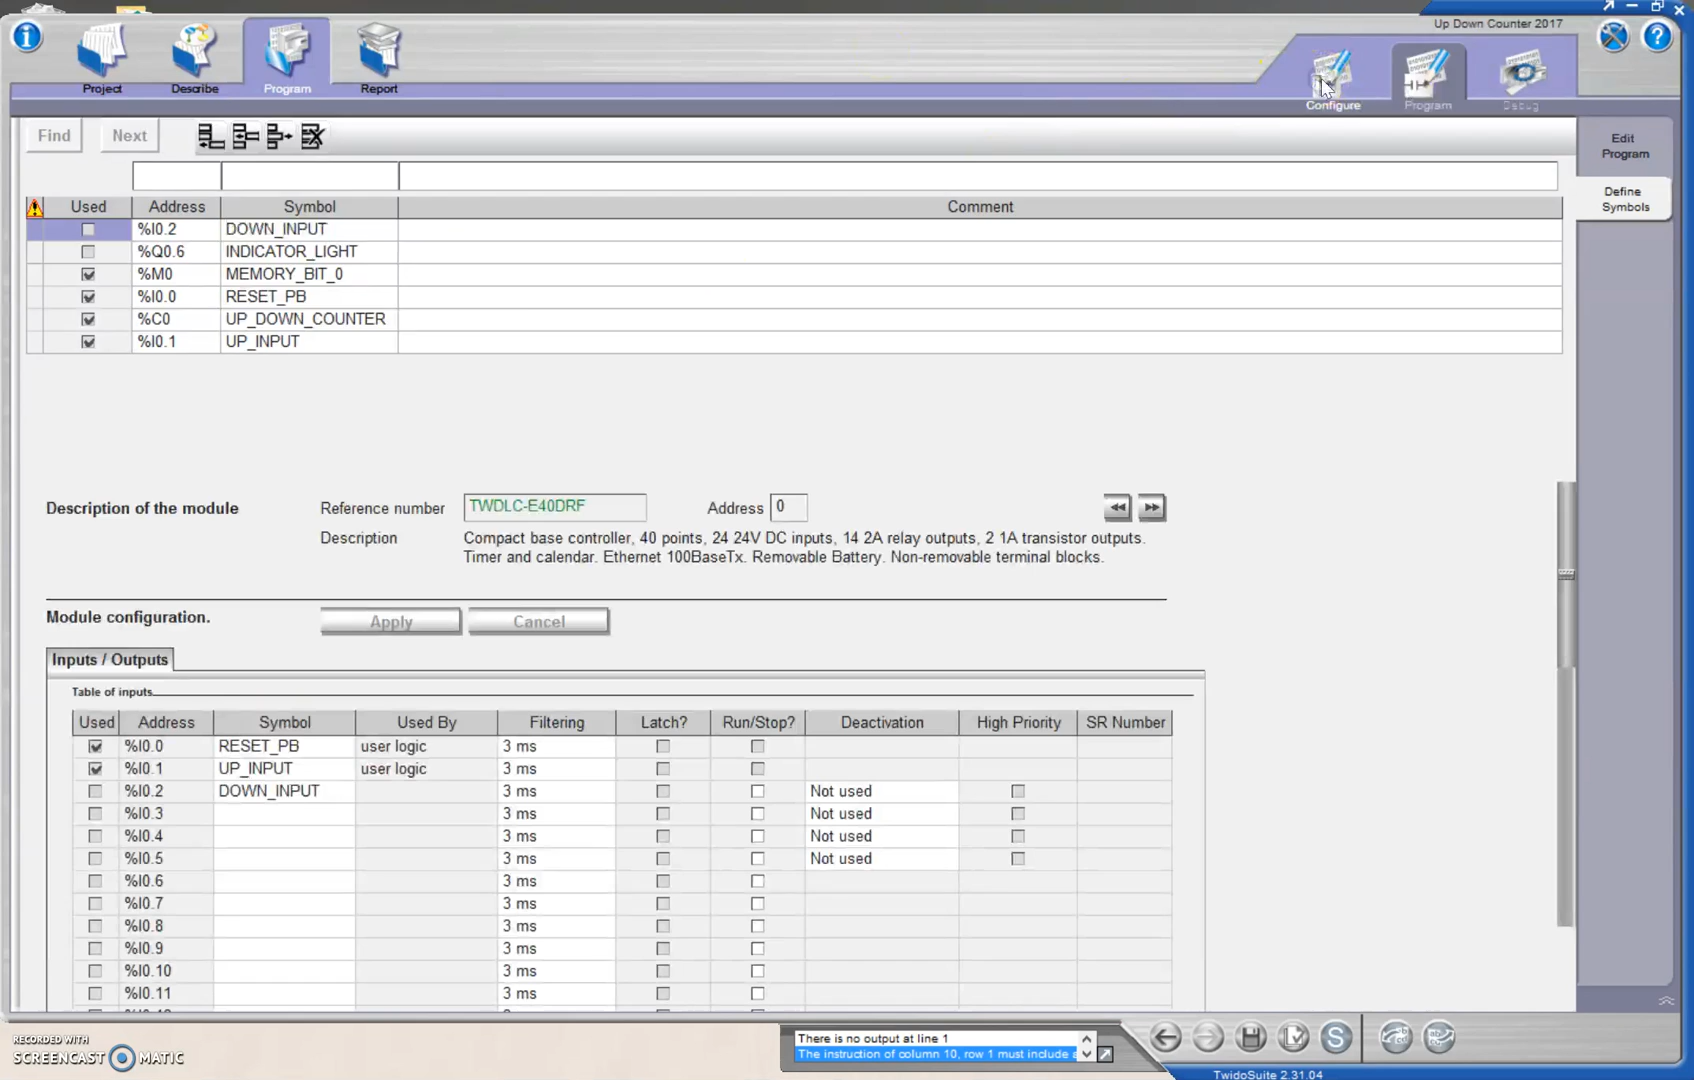 Up Down Counter 2017
Project
Describe
Program
Report
Configure
Program
Debug
Find
Next
Edit
Program
Define
Symbols
Used Address Symbol Comment
%I0.2 DOWN_INPUT
%Q0.6 INDICATOR_LIGHT
%M0 MEMORY_BIT_0
%I0.0 RESET_PB
%C0 UP_DOWN_COUNTER
%I0.1 UP_INPUT
Description of the module
Reference number TWDLC-E40DRF Address 0
Description Compact base controller, 40 points, 24 24V DC inputs, 14 2A relay outputs, 2 1A transistor outputs.
Timer and calendar. Ethernet 100BaseTx. Removable Battery. Non-removable terminal blocks.
Module configuration. Apply Cancel
Inputs / Outputs
Table of inputs
Used Address Symbol Used By Filtering Latch? Run/Stop? Deactivation High Priority SR Number
%I0.0 RESET_PB user logic 3 ms
%I0.1 UP_INPUT user logic 3 ms
%I0.2 DOWN_INPUT 3 ms Not used
%I0.3 3 ms Not used
%I0.4 3 ms Not used
%I0.5 3 ms Not used
%I0.6 3 ms
%I0.7 3 ms
%I0.8 3 ms
%I0.9 3 ms
%I0.10 3 ms
%I0.11 3 ms
RECORDED WITH
SCREENCAST MATIC
There is no output at line 1
The instruction of column 10, row 1 must include
TwidoSuite 2.31.04